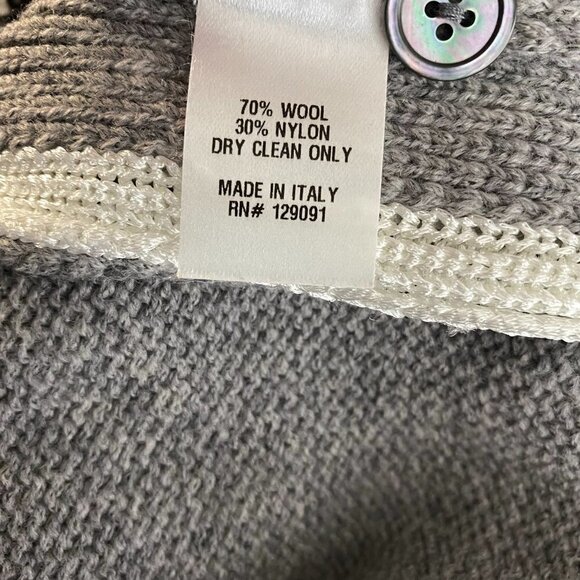 70% WOOL
30% NYLON
DRY CLEAN ONLY
MADE IN ITALY
RN# 129091